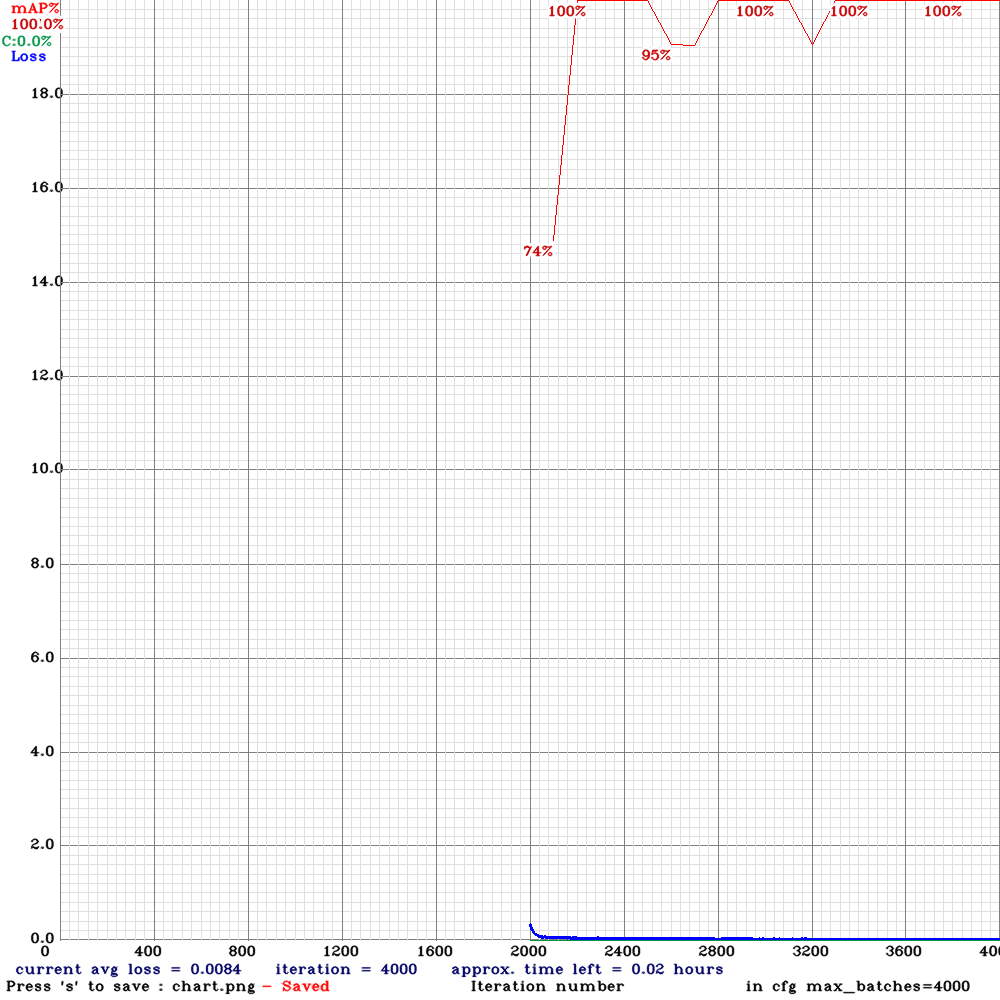 mAP%
100.0%
C:0.0%
Loss
100% 100% 100% 100%
95%
18.0
16.0
74%
14.0
12.0
10.0
8.0
6.0
4.0
2.0
0.0
0 400 800 1200 1600 2000 2400 2800 3200 3600 400
current avg loss = 0.0084 iteration = 4000 approx. time left = 0.02 hours
Press 's' to save : chart.png - Saved Iteration number in cfg max_batches=4000